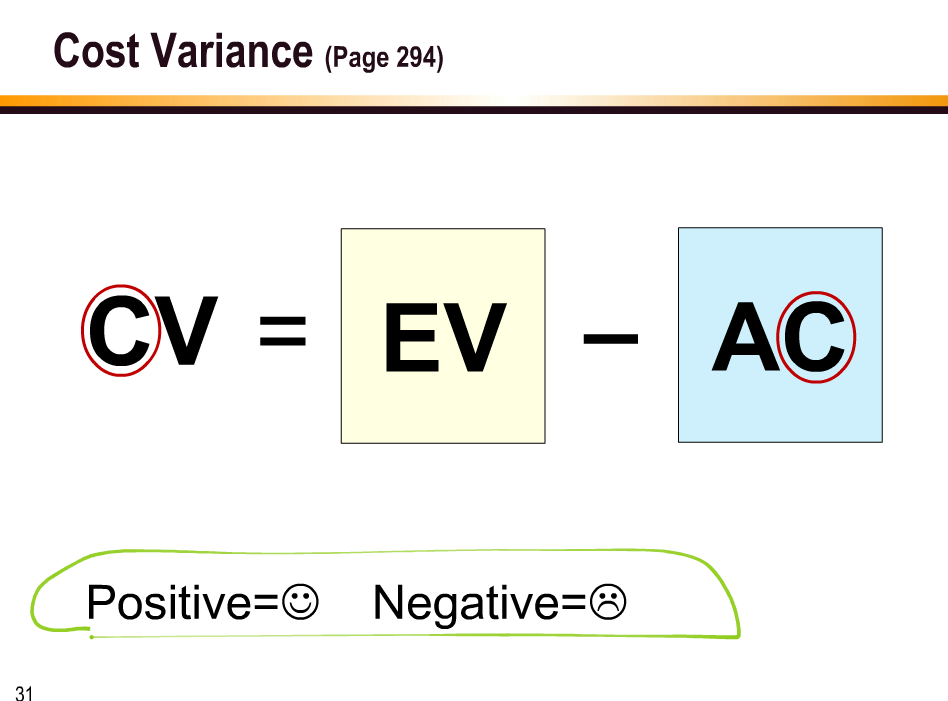 Cost Variance (Page 294)
CV = EV – AC
Positive=☺ Negative=☹
31